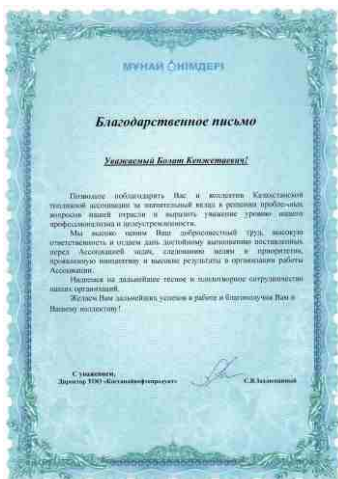 МҰНАЙ ӨНІМДЕРІ
Благодарственное письмо
Уважаемый Болат Кенжетаевич!
Позвольте поблагодарить Вас и коллектив Казахстанской
топливной ассоциации за значительный вклад в решении проблемных
вопросов нашей отрасли и выразить уважение уровню вашего
профессионализма и целеустремленности.
Мы высоко ценим Ваш добросовестный труд, высокую
ответственность и отдаем дань достойному выполнению поставленных
перед Ассоциацией задач, следованию целям и приоритетам,
проявленную инициативу и высокие результаты в организации работы
Ассоциации.
Надеемся на дальнейшее тесное и плодотворное сотрудничество
наших организаций.
Желаем Вам дальнейших успехов в работе и благополучия Вам и
Вашему коллективу!
С уважением,
Директор ТОО «Костанайнефтепродукт» С.В.